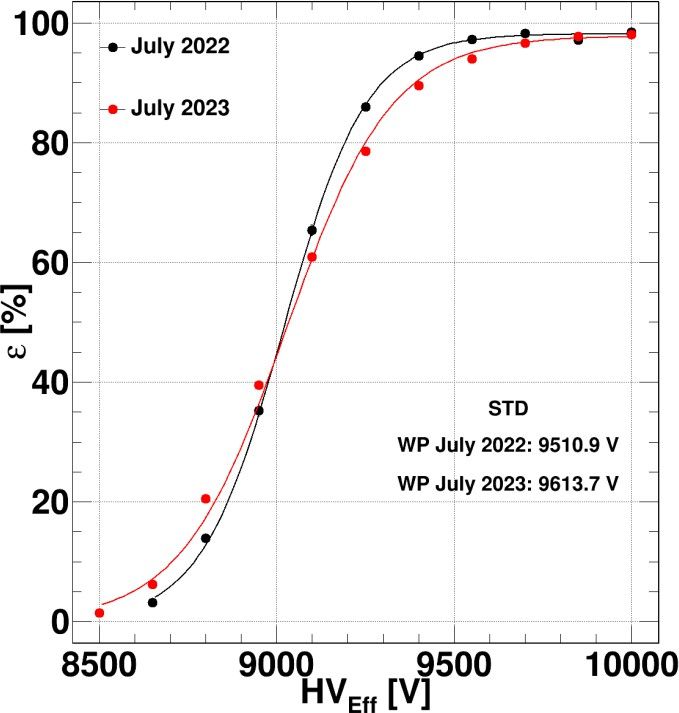 100
80
60
40
20
0
ε [%]
July 2022
July 2023
STD
WP July 2022: 9510.9 V
WP July 2023: 9613.7 V
8500 9000 9500 10000
HV_Eff [V]